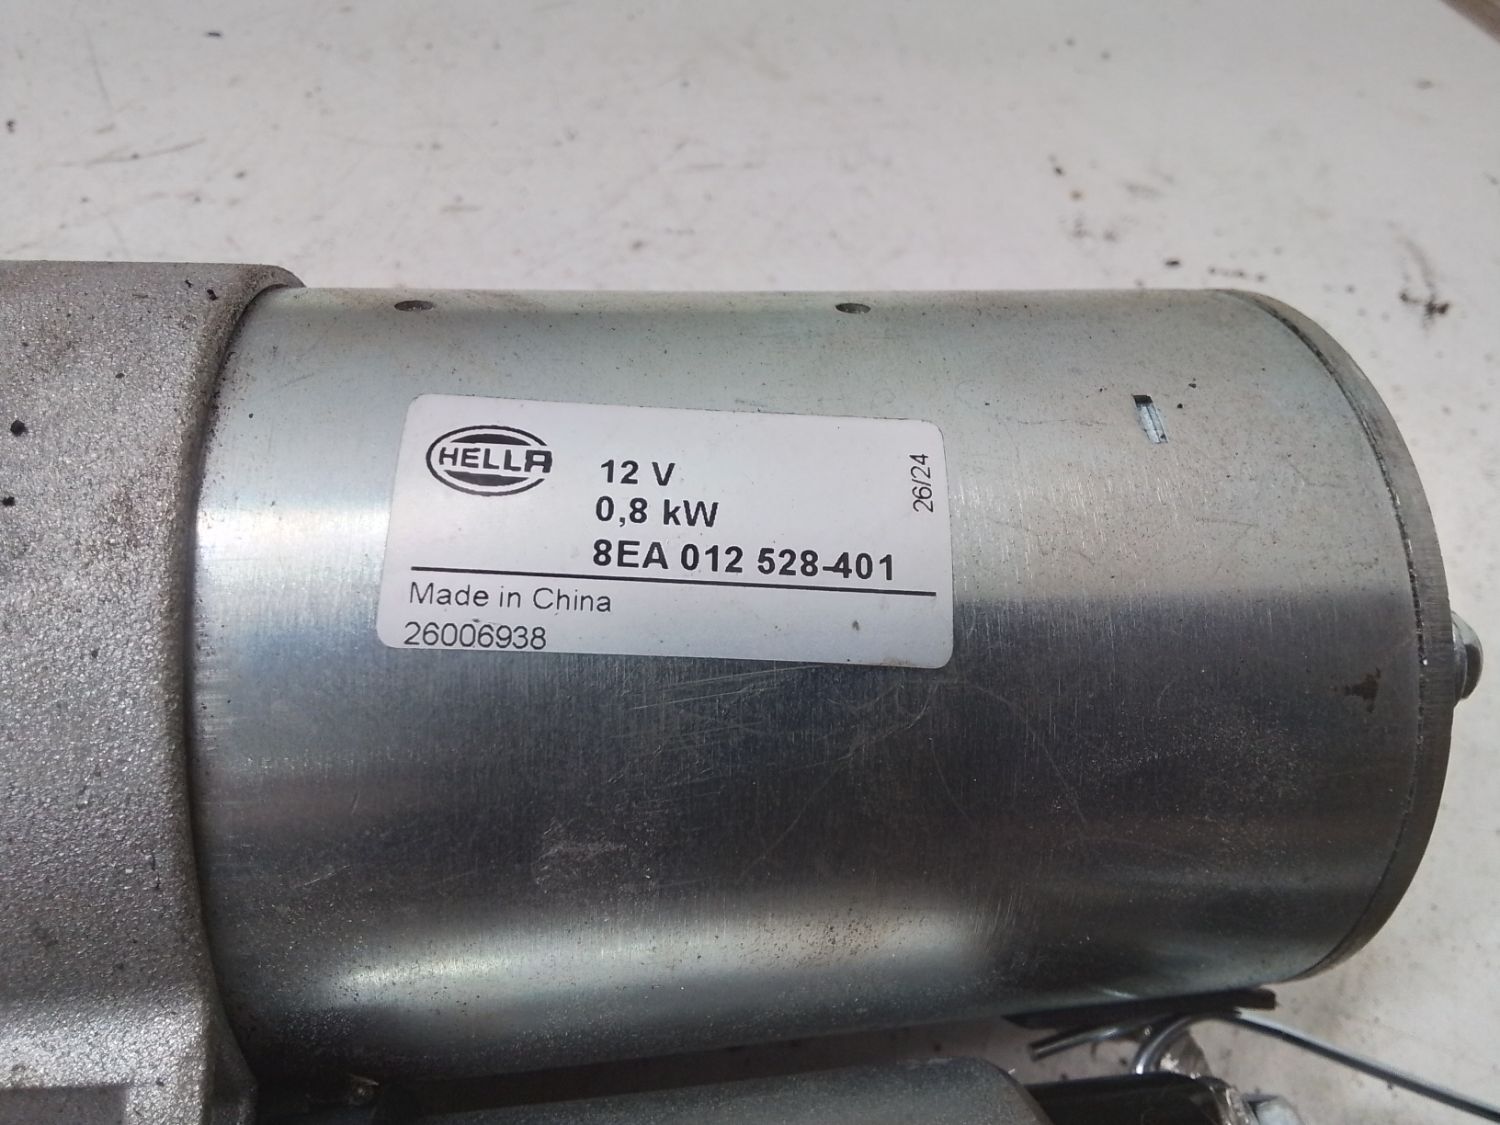 HELLA
12 V
0,8 kW
8EA 012 528-401
26/24
Made in China
26006938